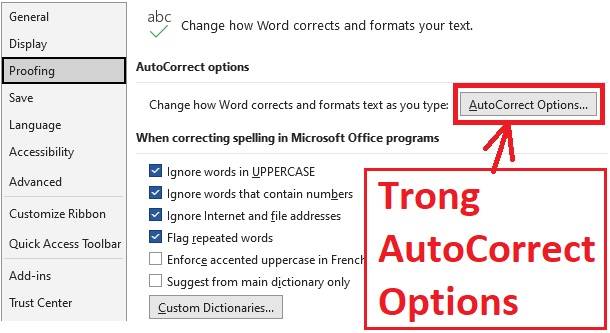 General
Display
Proofing
Save
Language
Accessibility
Advanced
Customize Ribbon
Quick Access Toolbar
Add-ins
Trust Center
abc
Change how Word corrects and formats your text.
AutoCorrect options
Change how Word corrects and formats text as you type:
AutoCorrect Options...
When correcting spelling in Microsoft Office programs
Ignore words in UPPERCASE
Ignore words that contain numbers
Ignore Internet and file addresses
Flag repeated words
Enforce accented uppercase in French
Suggest from main dictionary only
Custom Dictionaries...
Trong
AutoCorrect
Options